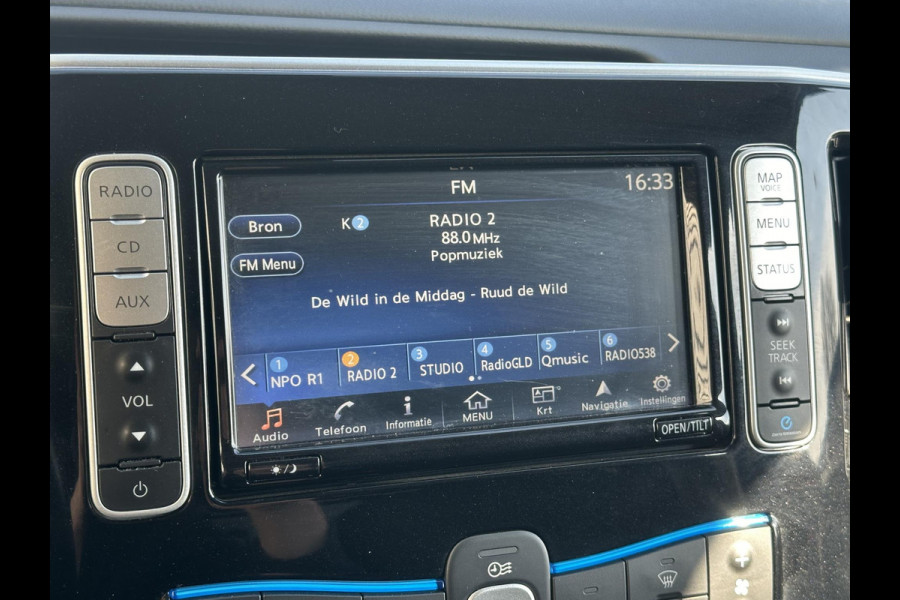 FM
16:33
Bron
K 2
RADIO 2
88.0 MHz
Popmuziek
FM Menu
De Wild in de Middag - Ruud de Wild
1 NPO R1
2 RADIO 2
3 STUDIO
4 RadioGLD
5 Qmusic
6 RADIO538
Audio
Telefoon
Informatie
MENU
Krt
Navigatie
Instellingen
RADIO
CD
AUX
VOL
MAP
VOICE
MENU
STATUS
SEEK
TRACK
OPEN/TILT